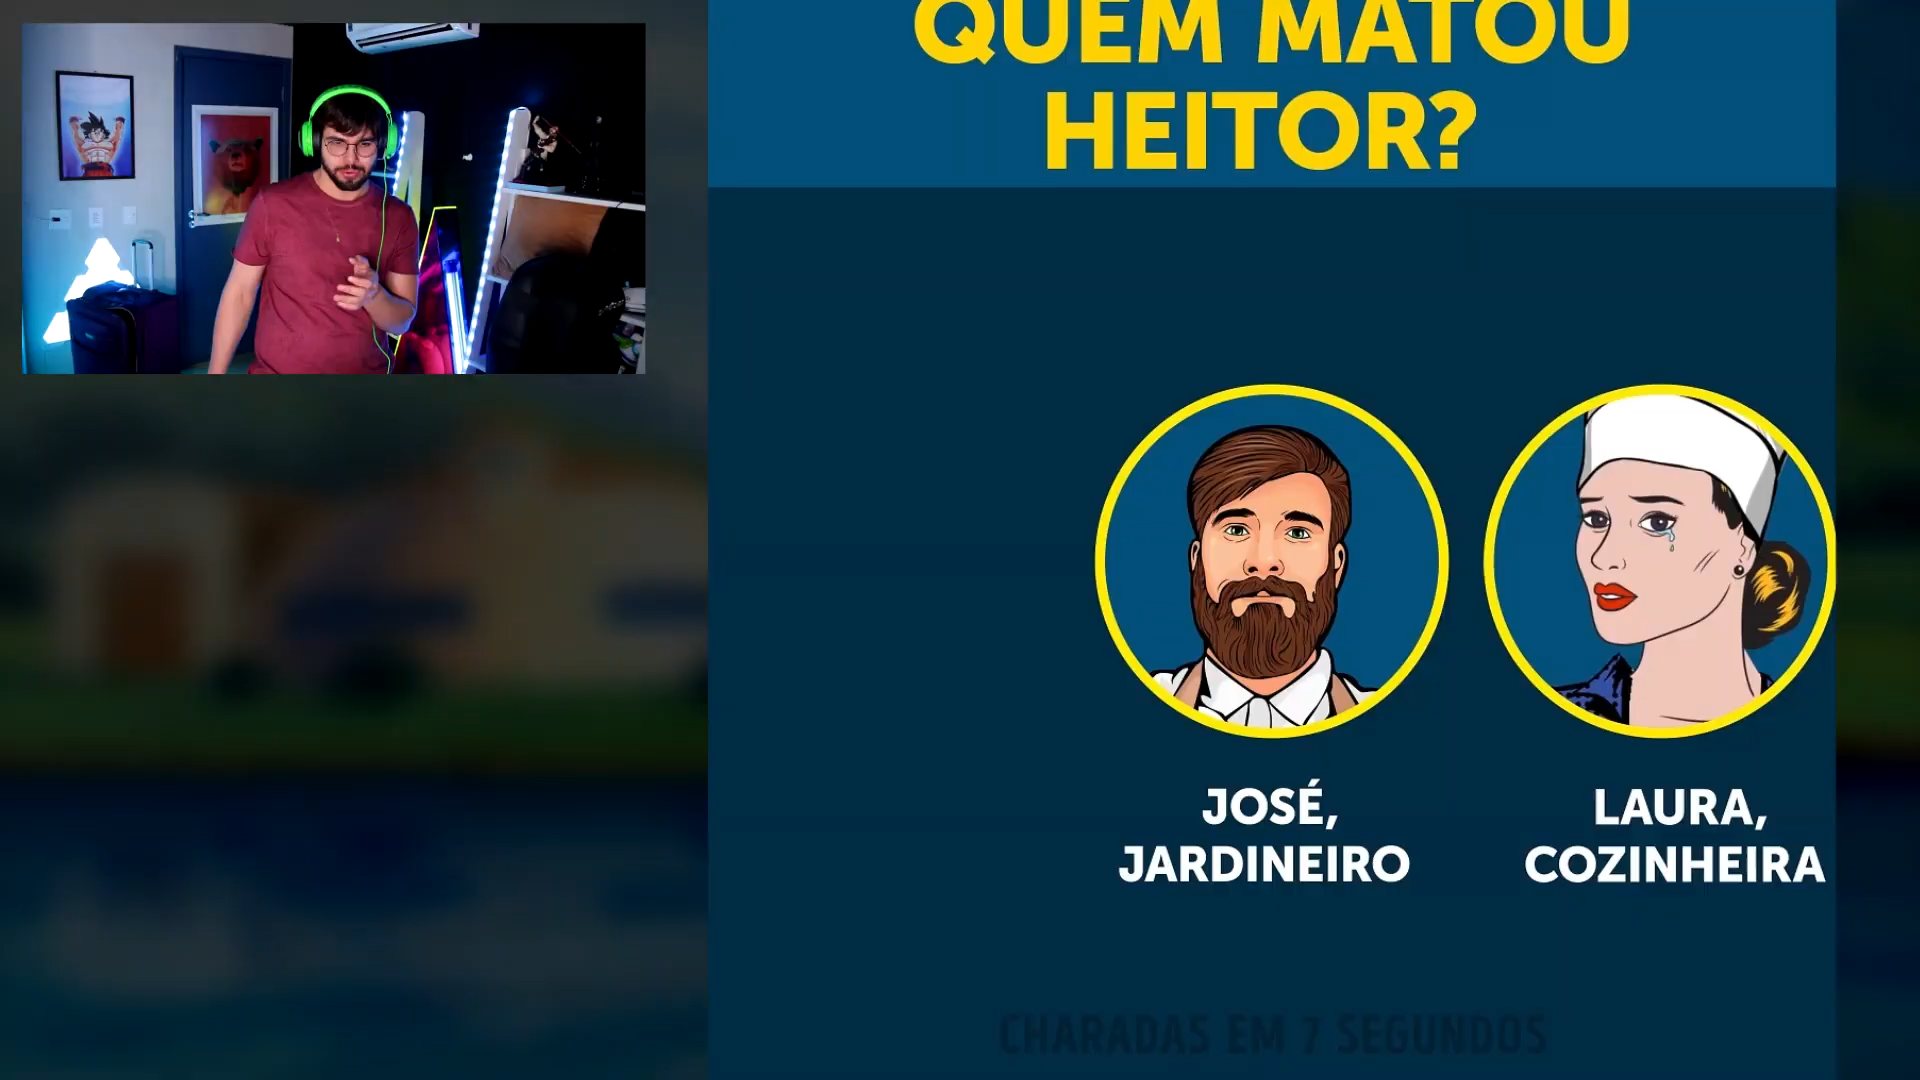 QUEM MATOU
HEITOR?
JOSÉ,
JARDINEIRO
LAURA,
COZINHEIRA
CHARADAS EM 7 SEGUNDOS